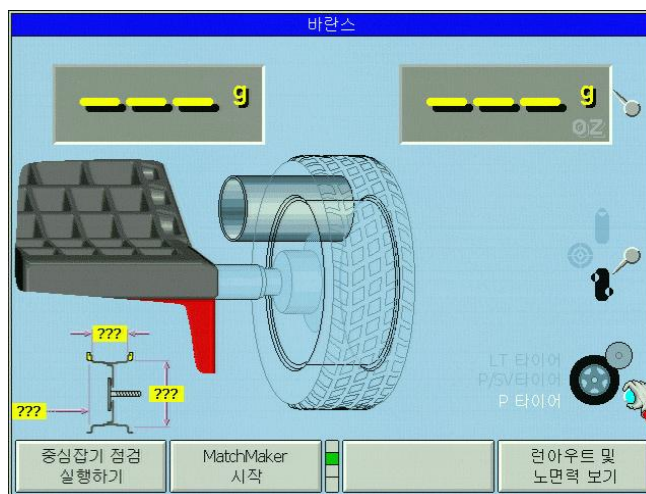 바란스
g
g
OZ
???
???
???
LT 타이어
P/SV타이어
P 타이어
중심잡기 점검
실행하기
MatchMaker
시작
런아웃트 및
노면력 보기